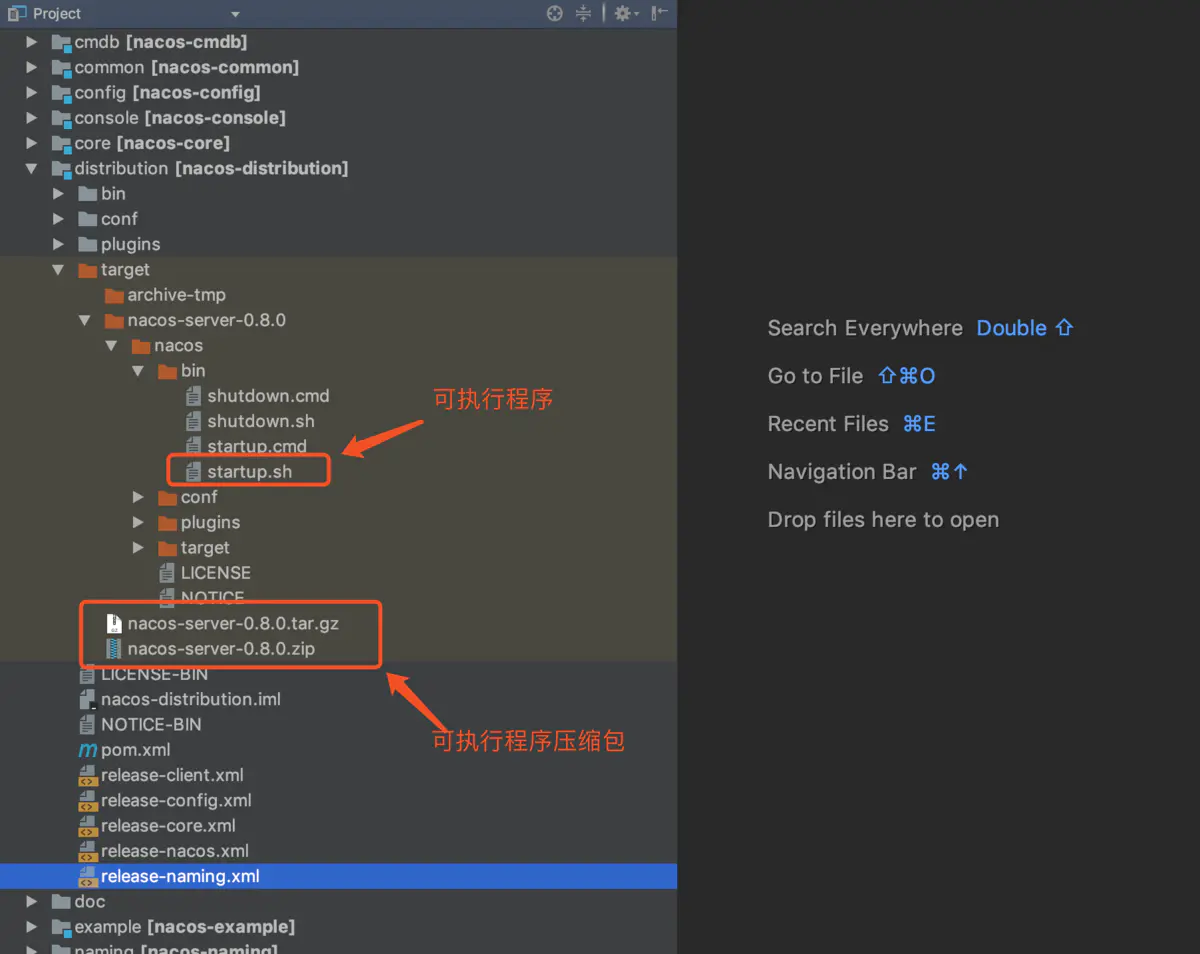 Project
cmdb [nacos-cmdb]
common [nacos-common]
config [nacos-config]
console [nacos-console]
core [nacos-core]
distribution [nacos-distribution]
bin
conf
plugins
target
archive-tmp
nacos-server-0.8.0
nacos
bin
shutdown.cmd
shutdown.sh
startup.cmd
startup.sh
conf
plugins
target
LICENSE
NOTICE
nacos-server-0.8.0.tar.gz
nacos-server-0.8.0.zip
LICENSE-BIN
nacos-distribution.iml
NOTICE-BIN
pom.xml
release-client.xml
release-config.xml
release-core.xml
release-nacos.xml
release-naming.xml
doc
example [nacos-example]
naming [nacos-naming]
可执行程序
可执行程序压缩包
Search Everywhere Double ⇧
Go to File ⇧⌘O
Recent Files ⌘E
Navigation Bar ⌘↑
Drop files here to open